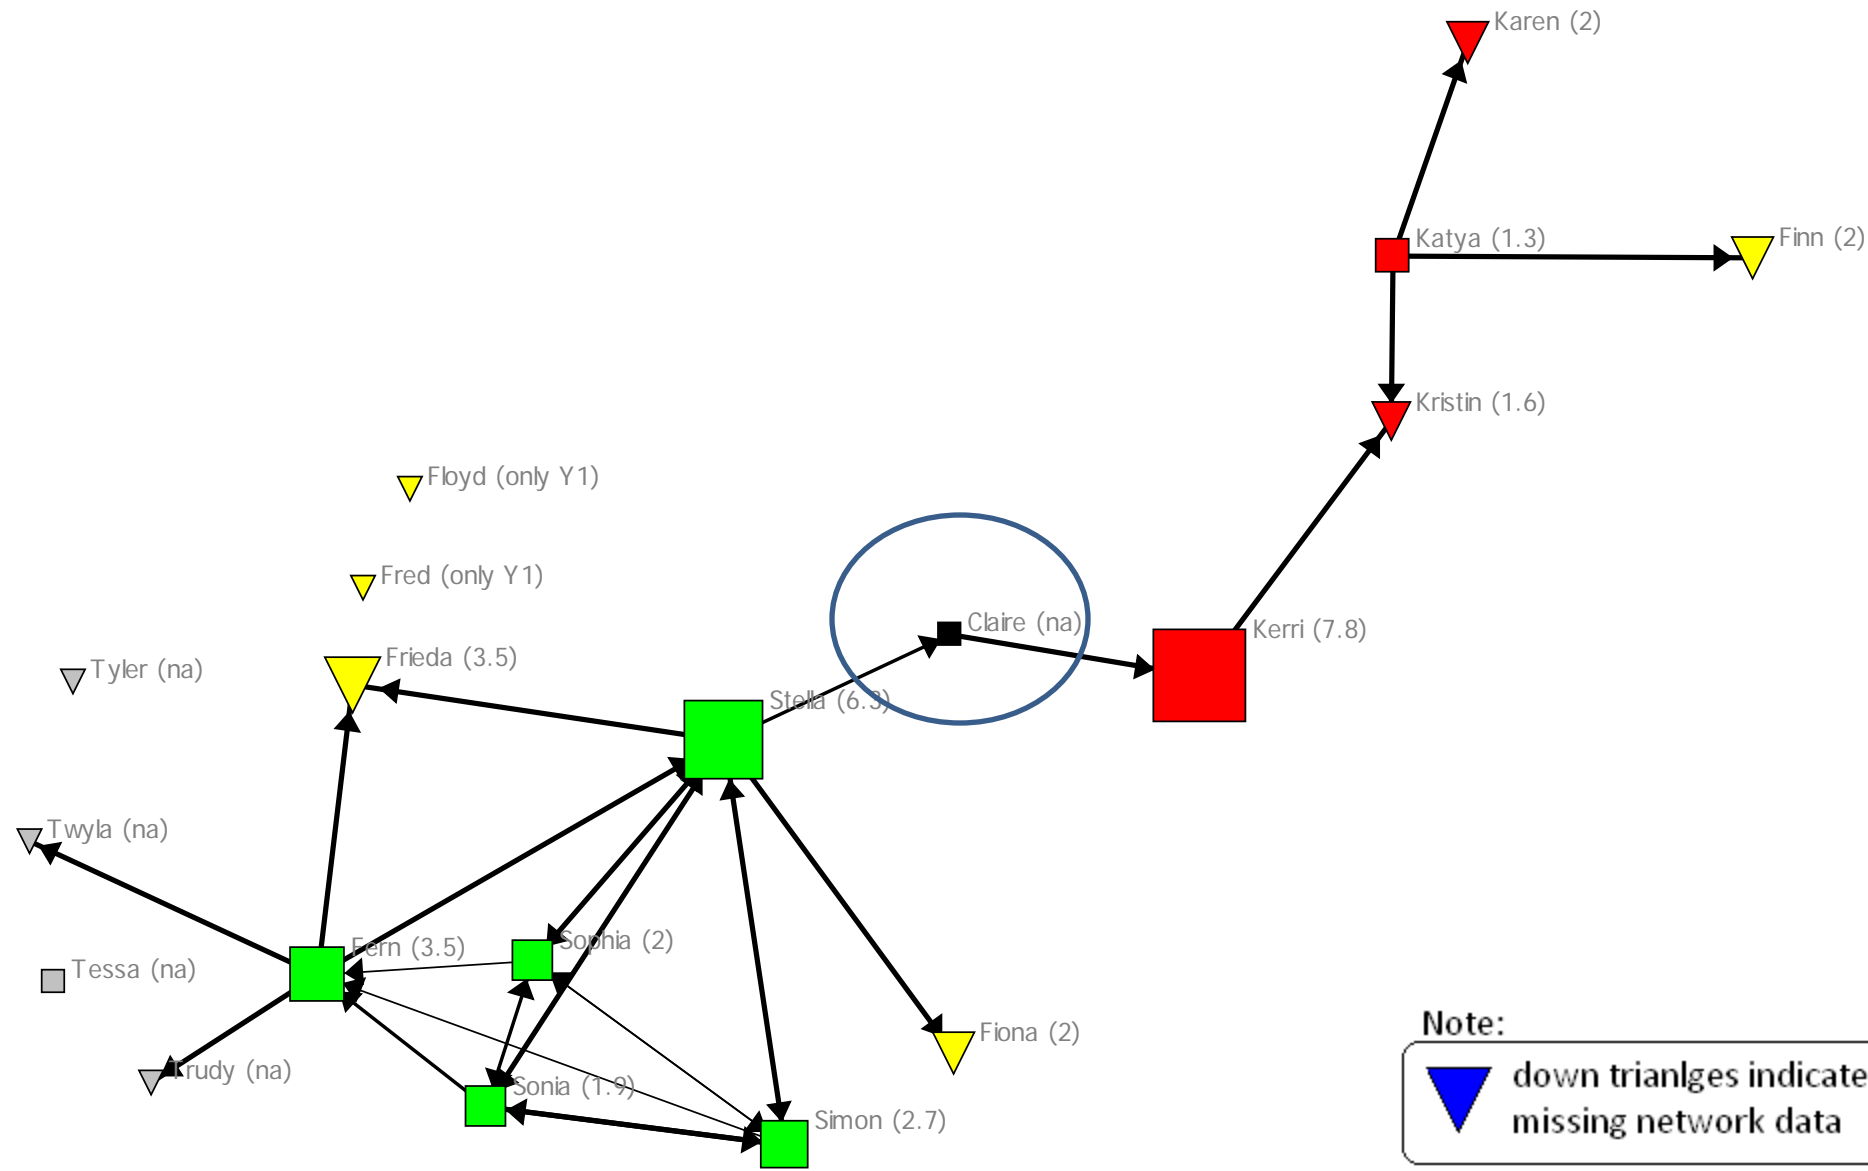 Karen (2)
Katya (1.3)
Finn (2)
Kristin (1.6)
Floyd (only Y1)
Fred (only Y1)
Claire (na)
Kerri (7.8)
Frieda (3.5)
Tyler (na)
Stella (6.3)
Twyla (na)
Fern (3.5)
Sophia (2)
Tessa (na)
Fiona (2)
Trudy (na)
Sonia (1.9)
Simon (2.7)
Note:
down trianlges indicate
missing network data